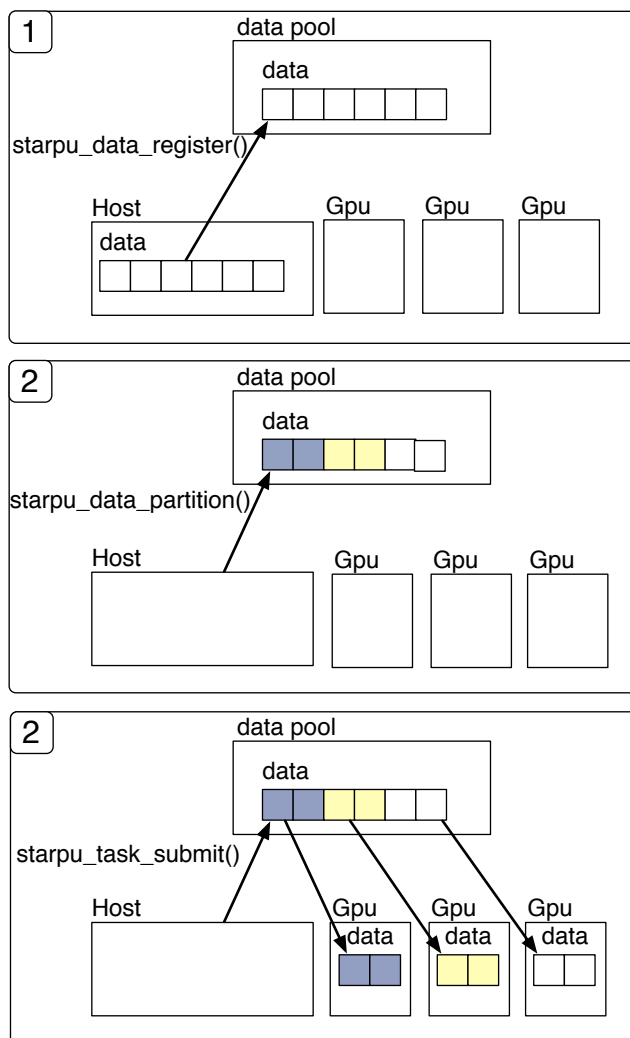 1
data pool
data
starpu_data_register()
Host
Gpu
Gpu
Gpu
data
2
data pool
data
starpu_data_partition()
Host
Gpu
Gpu
Gpu
2
data pool
data
starpu_task_submit()
Host
Gpu
Gpu
Gpu
data
data
data